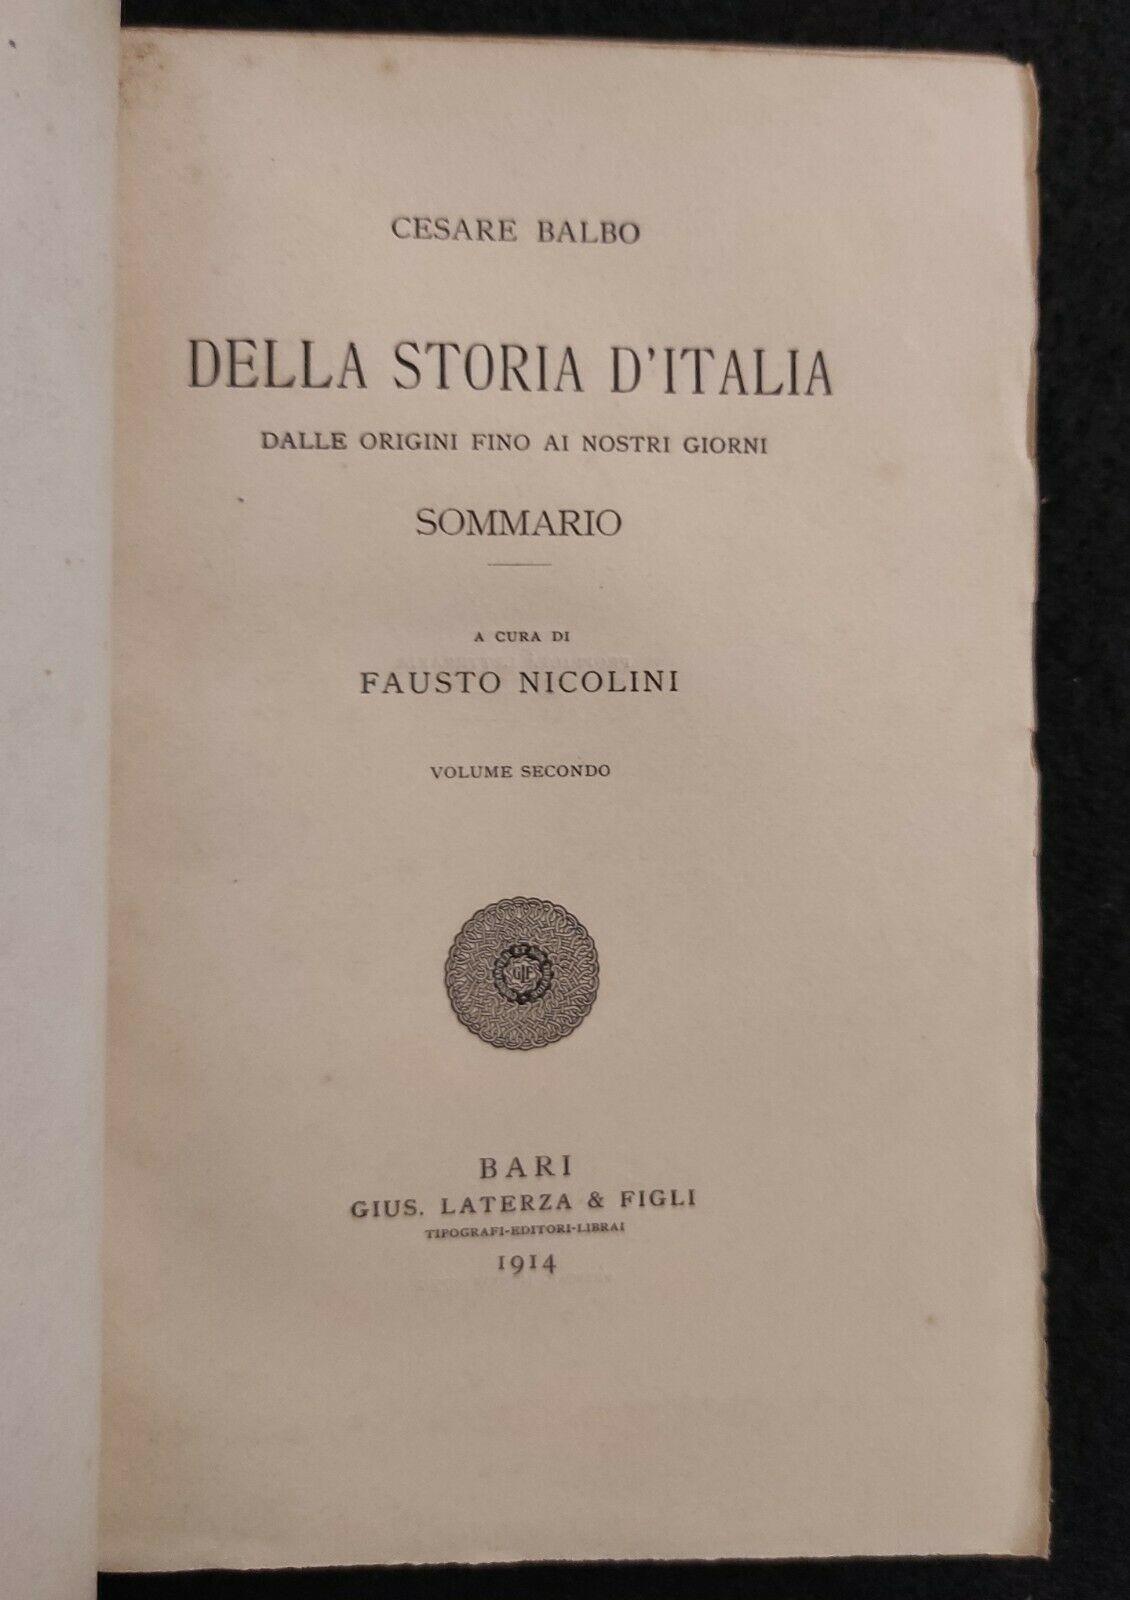 CESARE BALBO
DELLA STORIA D'ITALIA
DALLE ORIGINI FINO AI NOSTRI GIORNI
SOMMARIO
A CURA DI
FAUSTO NICOLINI
VOLUME SECONDO
GLF
BARI
GIUS. LATERZA & FIGLI
TIPOGRAFI-EDITORI-LIBRAI
1914